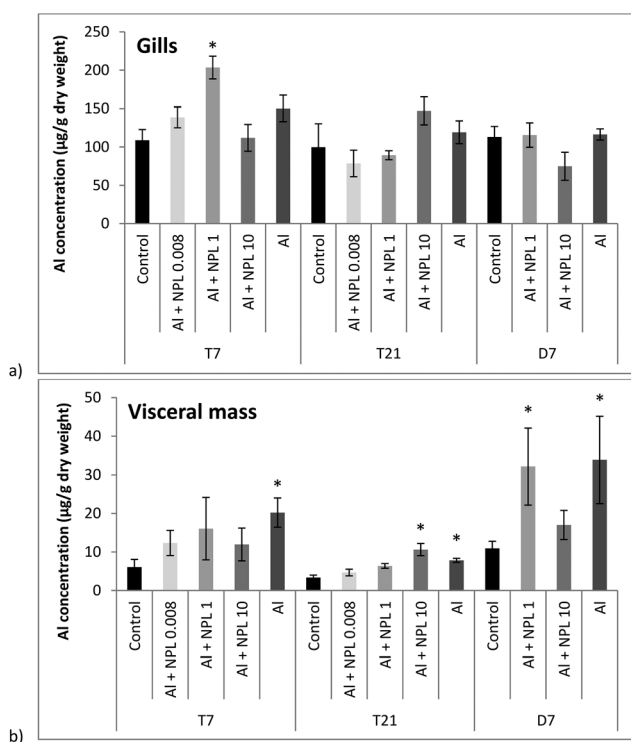 Gills
Al concentration (µg/g dry weight)
250
200
150
100
50
0
*
Control
Al + NPL 0.008
Al + NPL 1
Al + NPL 10
Al
Control
Al + NPL 0.008
Al + NPL 1
Al + NPL 10
Al
Control
Al + NPL 1
Al + NPL 10
Al
T7
T21
D7
a)
Visceral mass
Al concentration (µg/g dry weight)
50
40
30
20
10
0
*
*
*
*
*
Control
Al + NPL 0.008
Al + NPL 1
Al + NPL 10
Al
Control
Al + NPL 0.008
Al + NPL 1
Al + NPL 10
Al
Control
Al + NPL 1
Al + NPL 10
Al
T7
T21
D7
b)